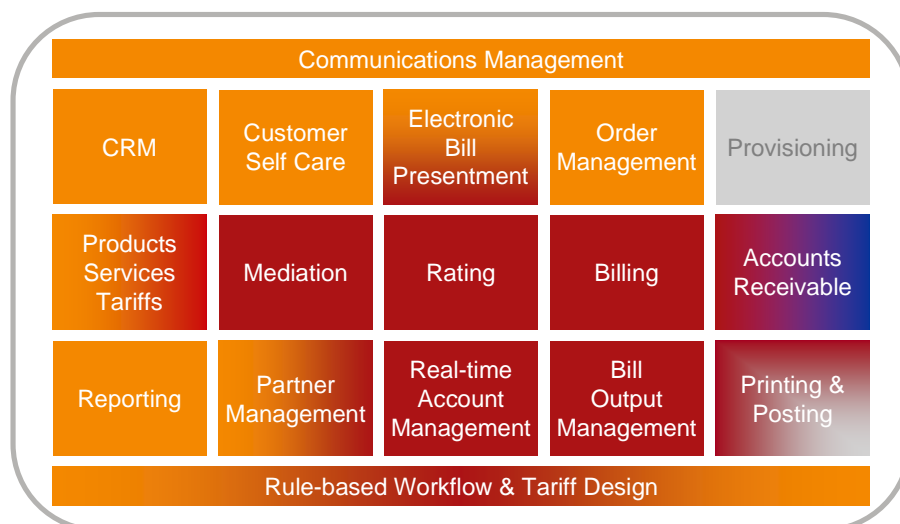 Communications Management
CRM
Customer
Self Care
Electronic
Bill
Presentment
Order
Management
Provisioning
Products
Services
Tariffs
Mediation
Rating
Billing
Accounts
Receivable
Reporting
Partner
Management
Real-time
Account
Management
Bill
Output
Management
Printing &
Posting
Rule-based Workflow & Tariff Design